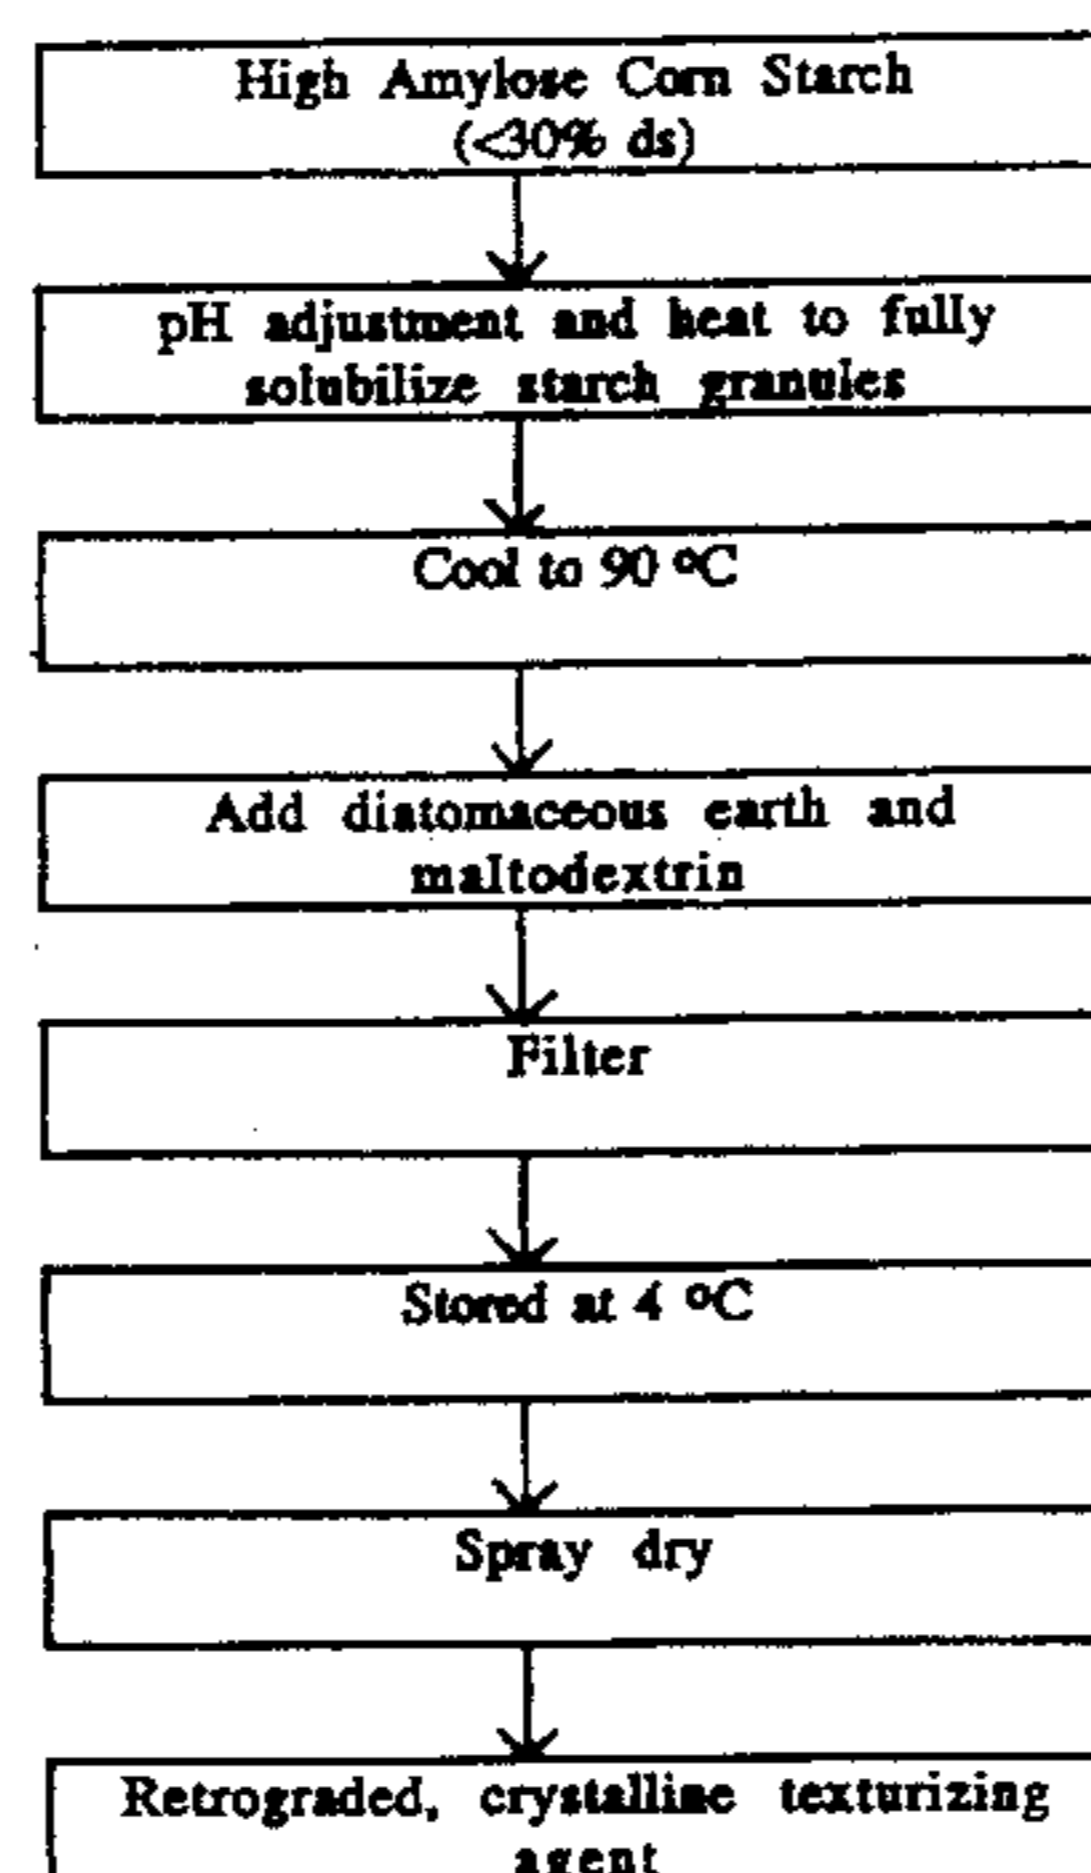 High Amylose Corn Starch
(<30% ds)
pH adjustment and heat to fully
solubilize starch granules
Cool to 90 °C
Add diatomaceous earth and
maltodextrin
Filter
Stored at 4 °C
Spray dry
Retrograded, crystalline texturizing
agent